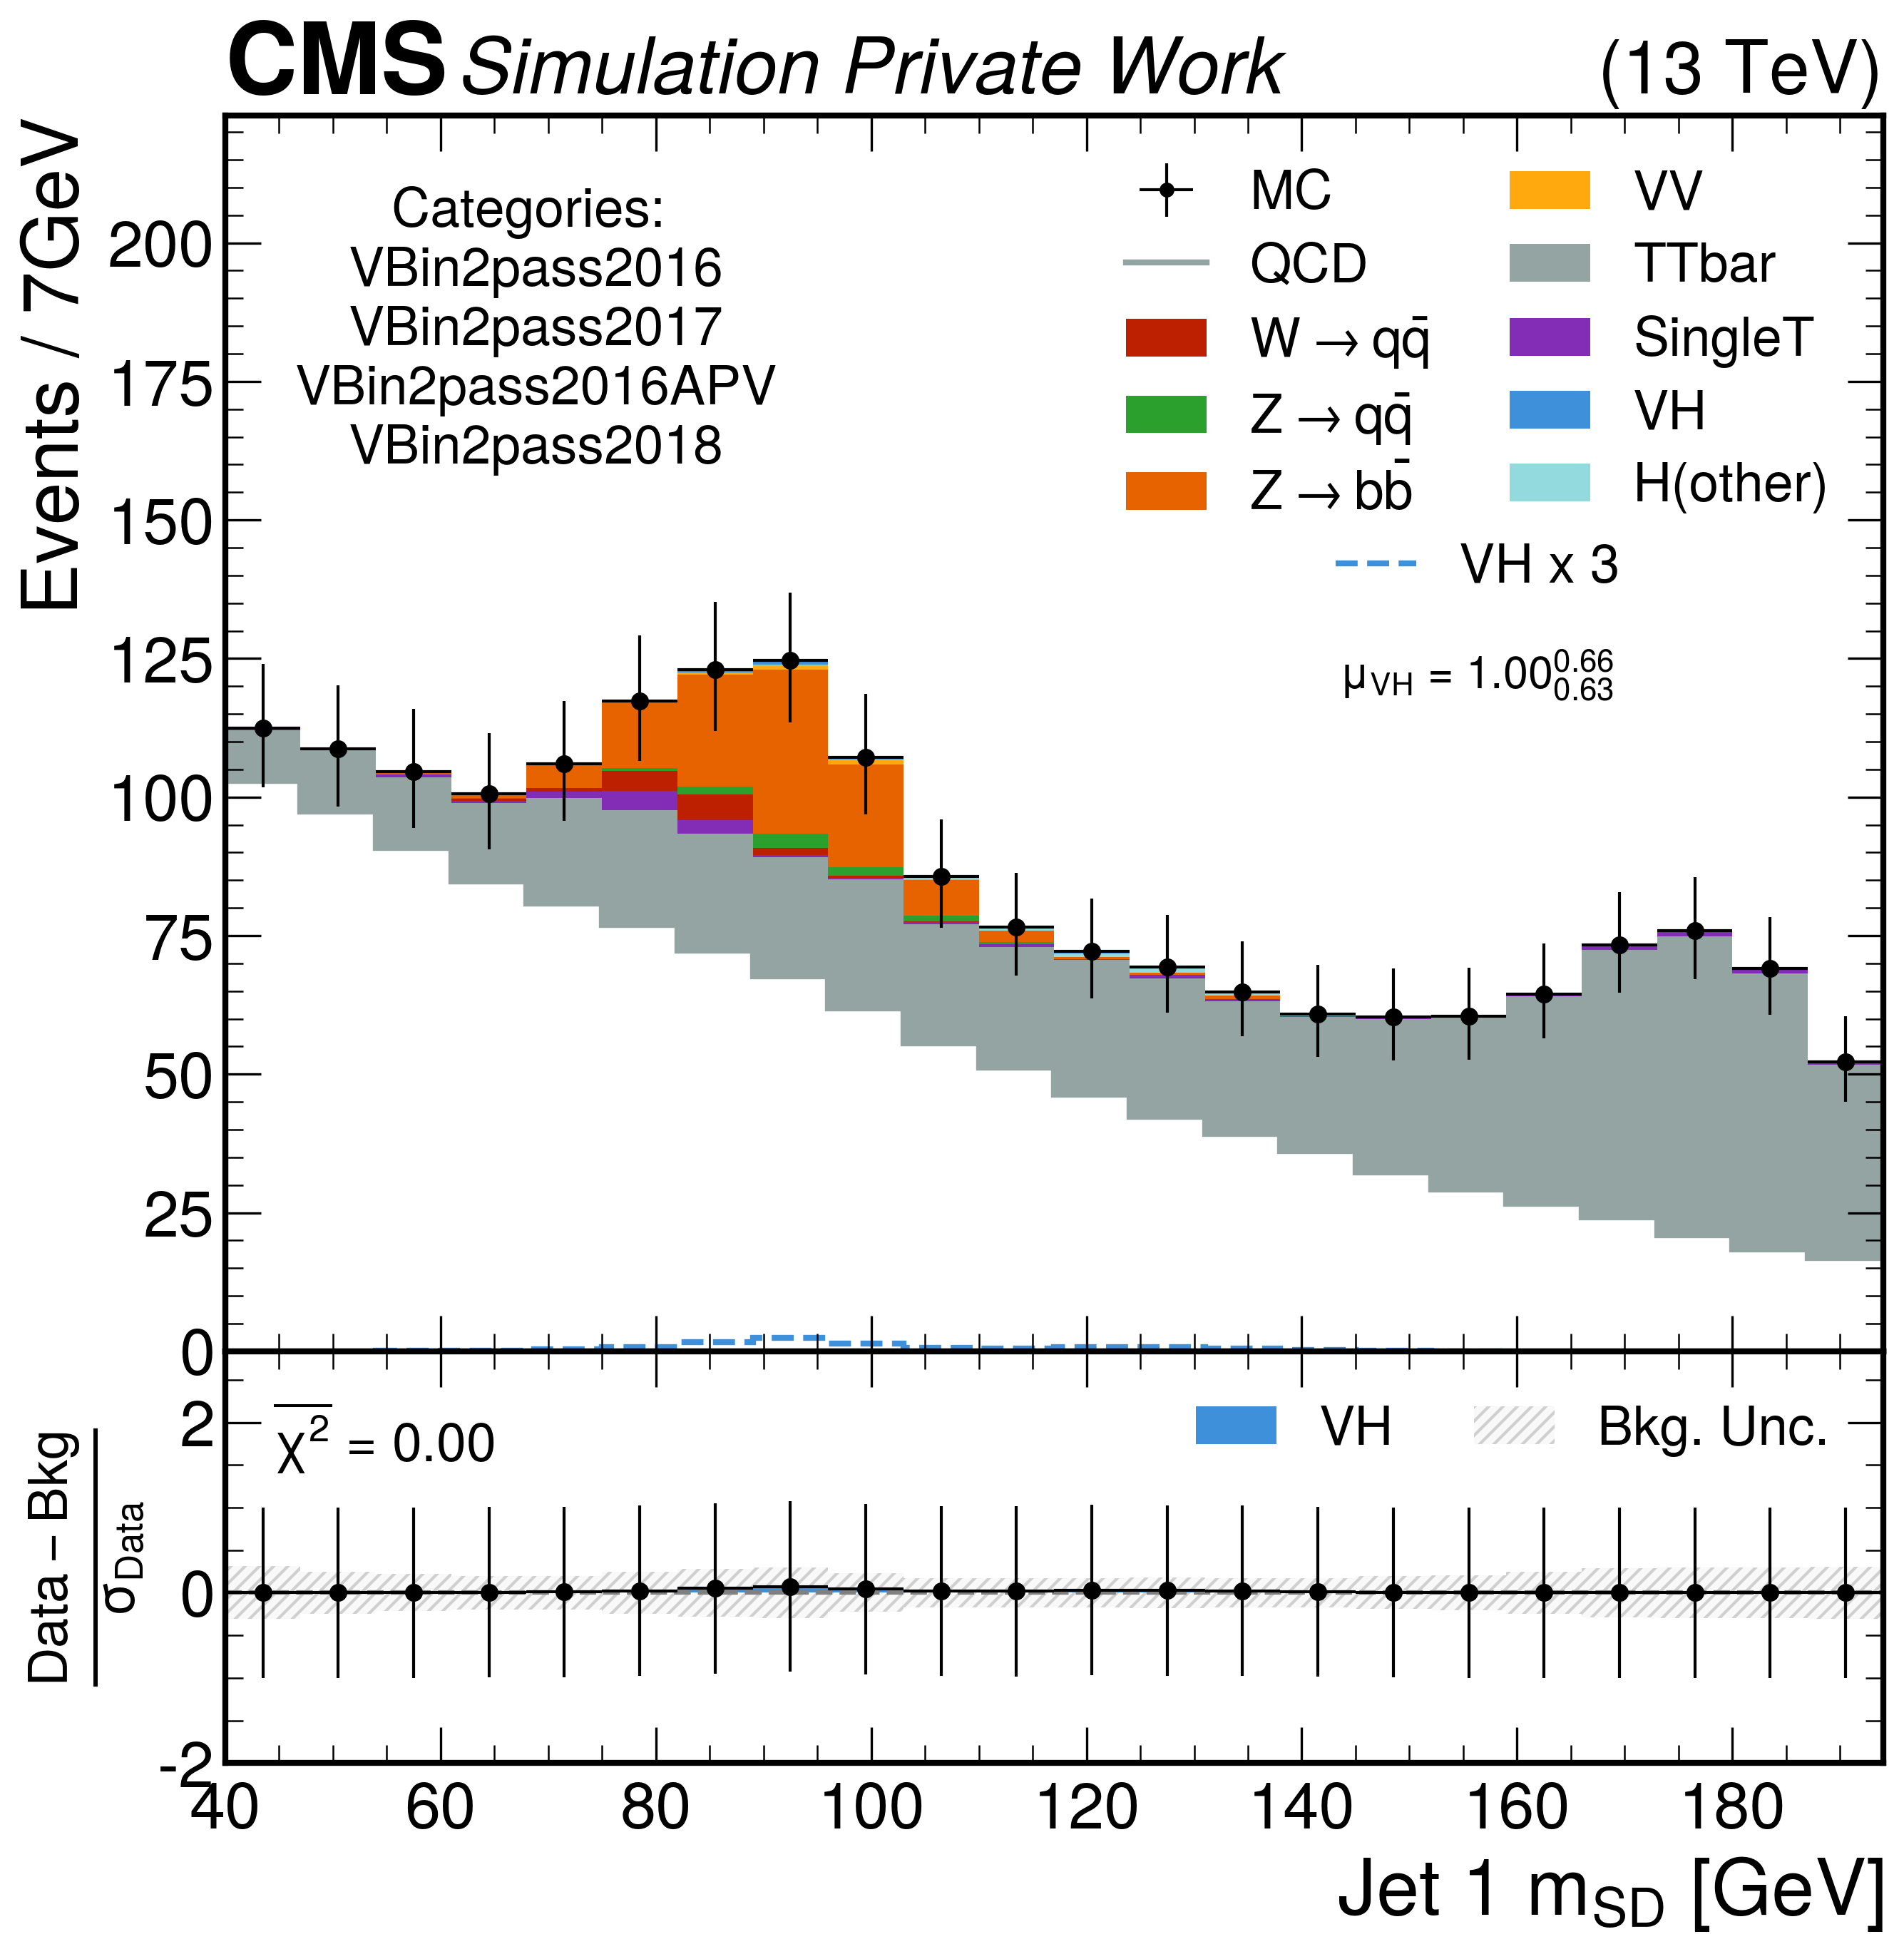 CMS Simulation Private Work (13 TeV)
Events / 7GeV
Categories:
VBin2pass2016
VBin2pass2017
VBin2pass2016APV
VBin2pass2018
MC
QCD
W → qq̄
Z → qq̄
Z → bb̄
VV
TTbar
SingleT
VH
H(other)
VH x 3
μ_VH = 1.00^0.66_0.63
200
175
150
125
100
75
50
25
0
χ² = 0.00
VH
Bkg. Unc.
Data − Bkg
σ_Data
2
0
-2
40 60 80 100 120 140 160 180
Jet 1 m_SD [GeV]